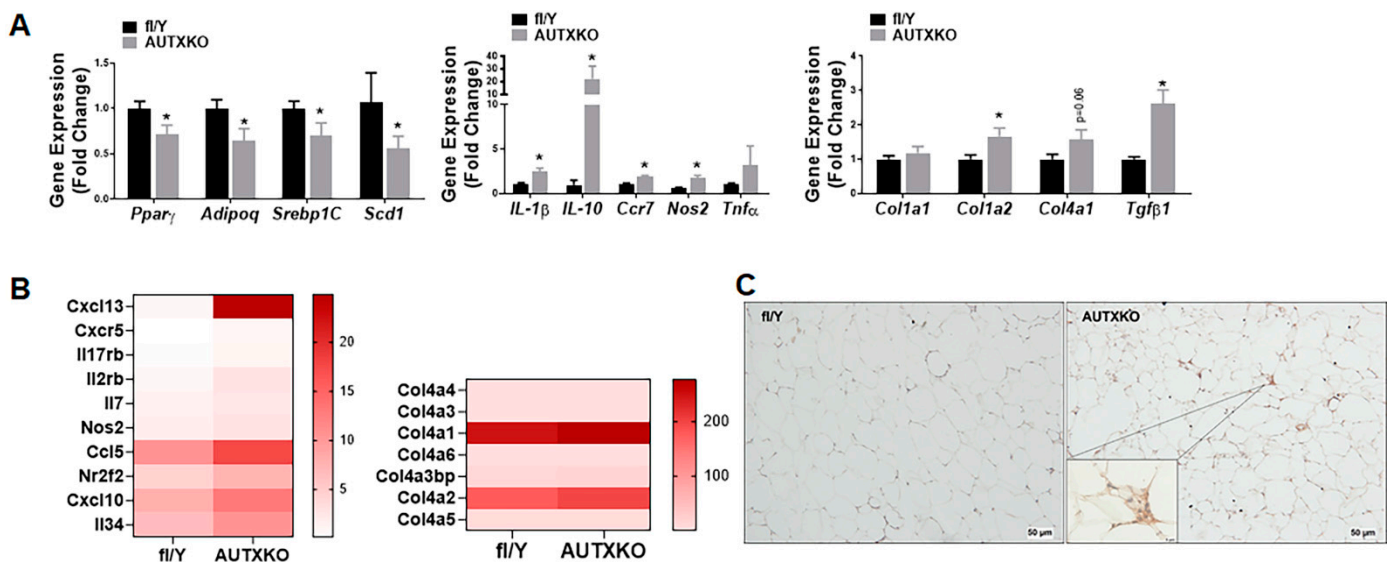 A
fl/Y
AUTXKO
Gene Expression
(Fold Change)
1.5
1.0
0.5
0.0
*
*
*
*
Pparγ
Adipoq
Srebp1C
Scd1
fl/Y
AUTXKO
Gene Expression
(Fold Change)
40
30
20
10
10
5
0
*
*
*
*
IL-1β
IL-10
Ccr7
Nos2
Tnfα
fl/Y
AUTXKO
Gene Expression
(Fold Change)
4
3
2
1
0
*
p=0.06
*
Col1a1
Col1a2
Col4a1
Tgfβ1
B
Cxcl13
Cxcr5
Il17rb
Il2rb
Il7
Nos2
Ccl5
Nr2f2
Cxcl10
Il34
fl/Y
AUTXKO
20
15
10
5
Col4a4
Col4a3
Col4a1
Col4a6
Col4a3bp
Col4a2
Col4a5
fl/Y
AUTXKO
200
100
C
fl/Y
50 µm
AUTXKO
50 µm